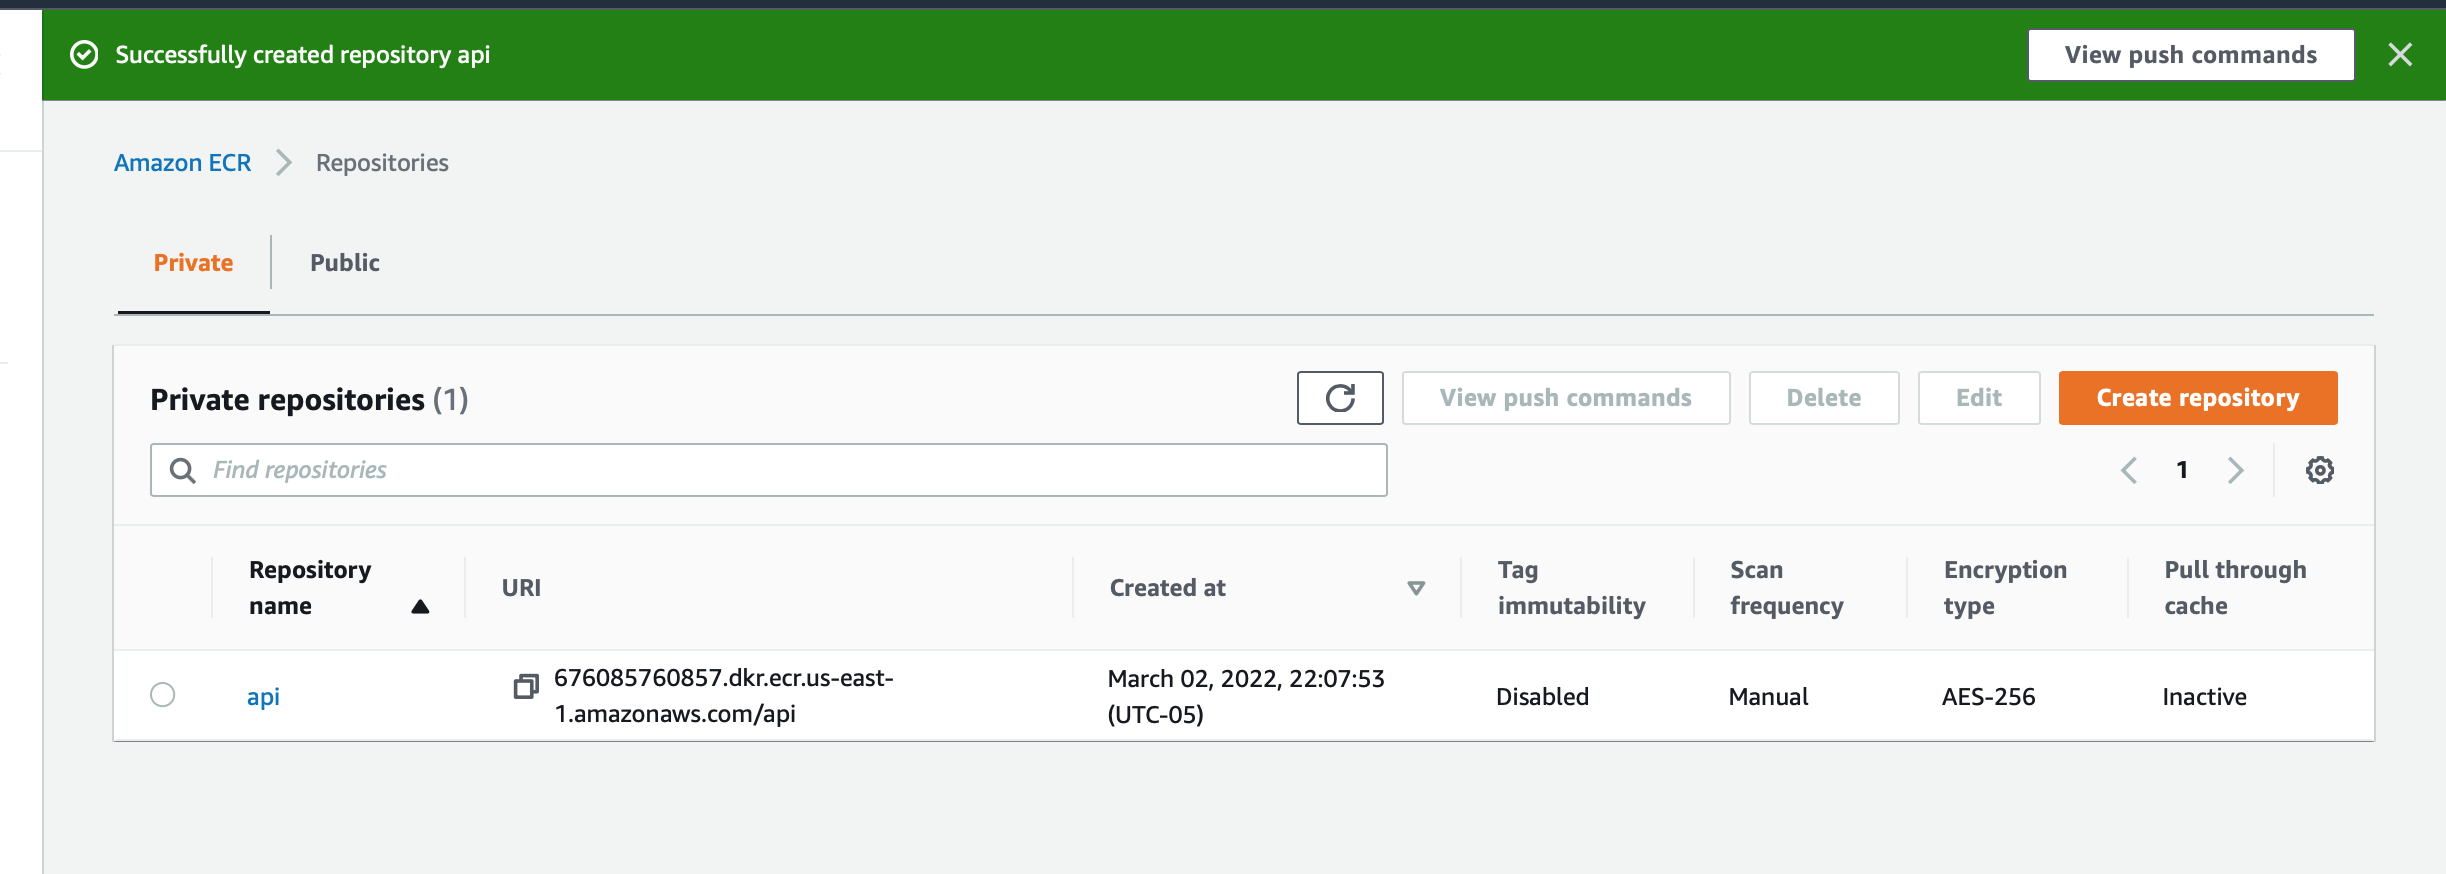 Successfully created repository api
View push commands
Amazon ECR
Repositories
Private
Public
Private repositories (1)
View push commands
Delete
Edit
Create repository
Find repositories
1
Repository
name
URI
Created at
Tag
immutability
Scan
frequency
Encryption
type
Pull through
cache
api
676085760857.dkr.ecr.us-east-
1.amazonaws.com/api
March 02, 2022, 22:07:53
(UTC-05)
Disabled
Manual
AES-256
Inactive